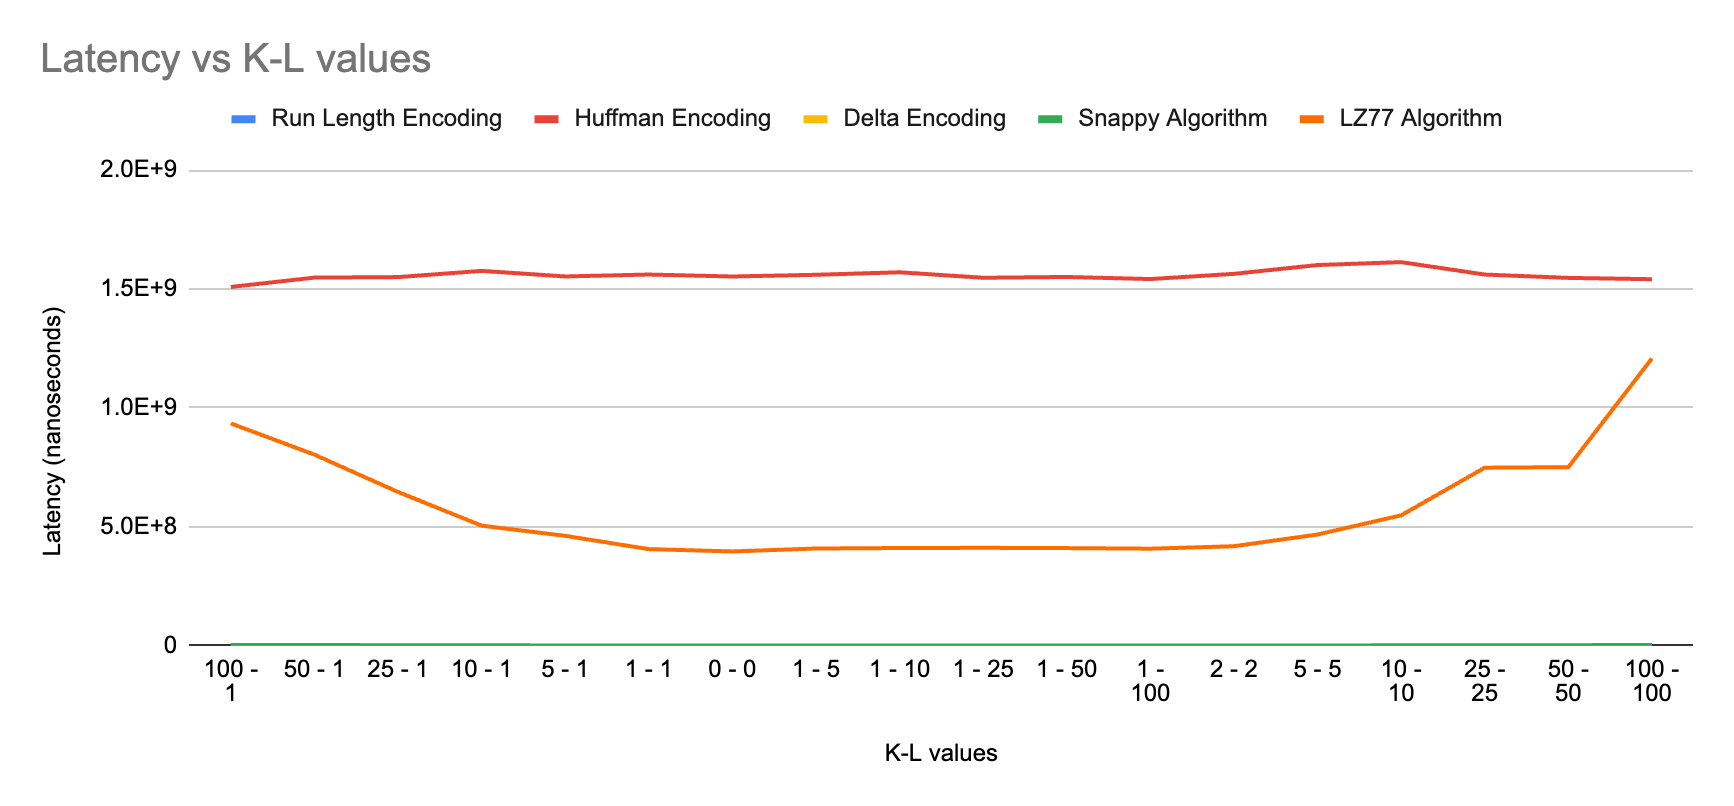 Latency vs K-L values
Run Length Encoding Huffman Encoding Delta Encoding Snappy Algorithm LZ77 Algorithm
2.0E+9
1.5E+9
1.0E+9
5.0E+8
0
Latency (nanoseconds)
100 - 1 50 - 1 25 - 1 10 - 1 5 - 1 1 - 1 0 - 0 1 - 5 1 - 10 1 - 25 1 - 50 1 - 100 2 - 2 5 - 5 10 - 10 25 - 25 50 - 50 100 - 100
K-L values